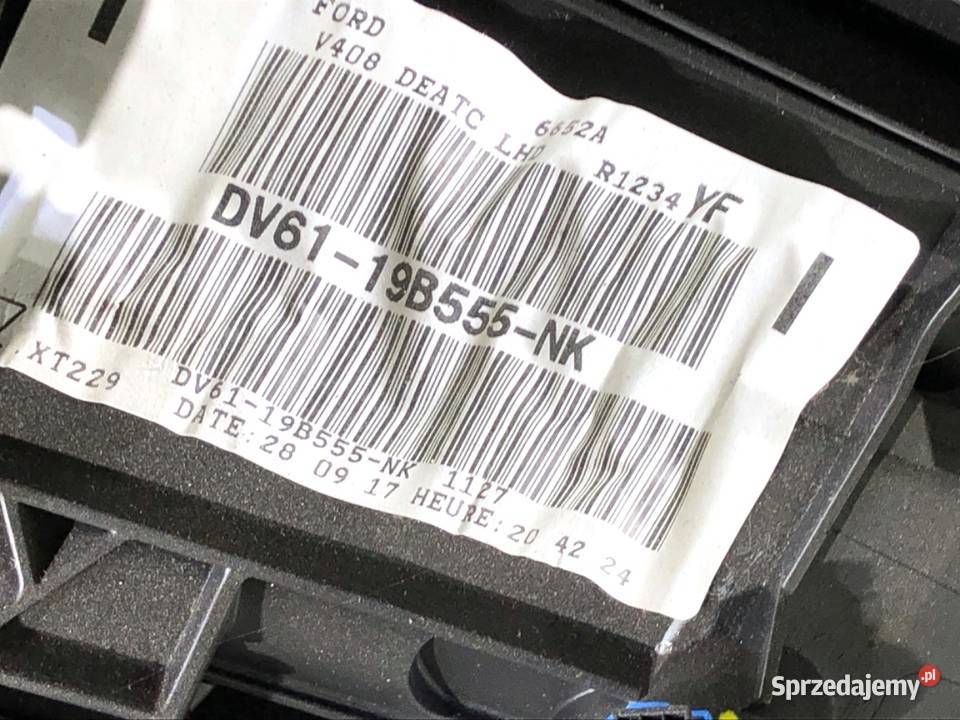 FORD
V408 DEATC LHD 6652A R1234 YF
DV61-19B555-NK
XT229 DV61-19B555-NK 1127
DATE:28 09 17 HEURE:20 42 24
Sprzedajemy.pl